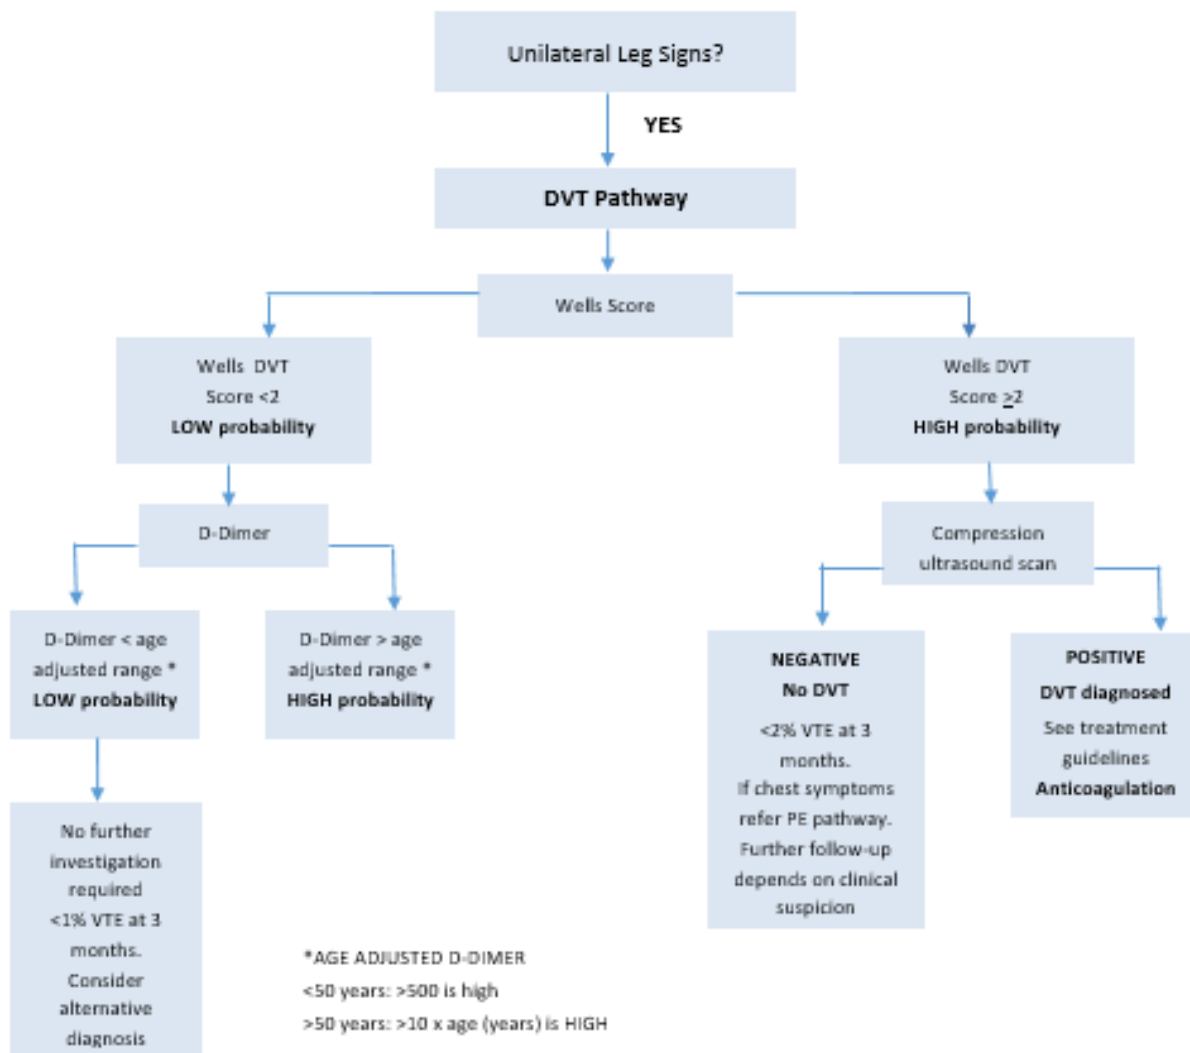 Unilateral Leg Signs?
YES
DVT Pathway
Wells Score
Wells DVT
Score <2
LOW probability
Wells DVT
Score ≥2
HIGH probability
D-Dimer
Compression
ultrasound scan
D-Dimer < age
adjusted range *
LOW probability
D-Dimer > age
adjusted range *
HIGH probability
NEGATIVE
No DVT
<2% VTE at 3
months.
If chest symptoms
refer PE pathway.
Further follow-up
depends on clinical
suspicion
POSITIVE
DVT diagnosed
See treatment
guidelines
Anticoagulation
No further
investigation
required
<1% VTE at 3
months.
Consider
alternative
diagnosis
*AGE ADJUSTED D-DIMER
<50 years: >500 is high
>50 years: >10 x age (years) is HIGH